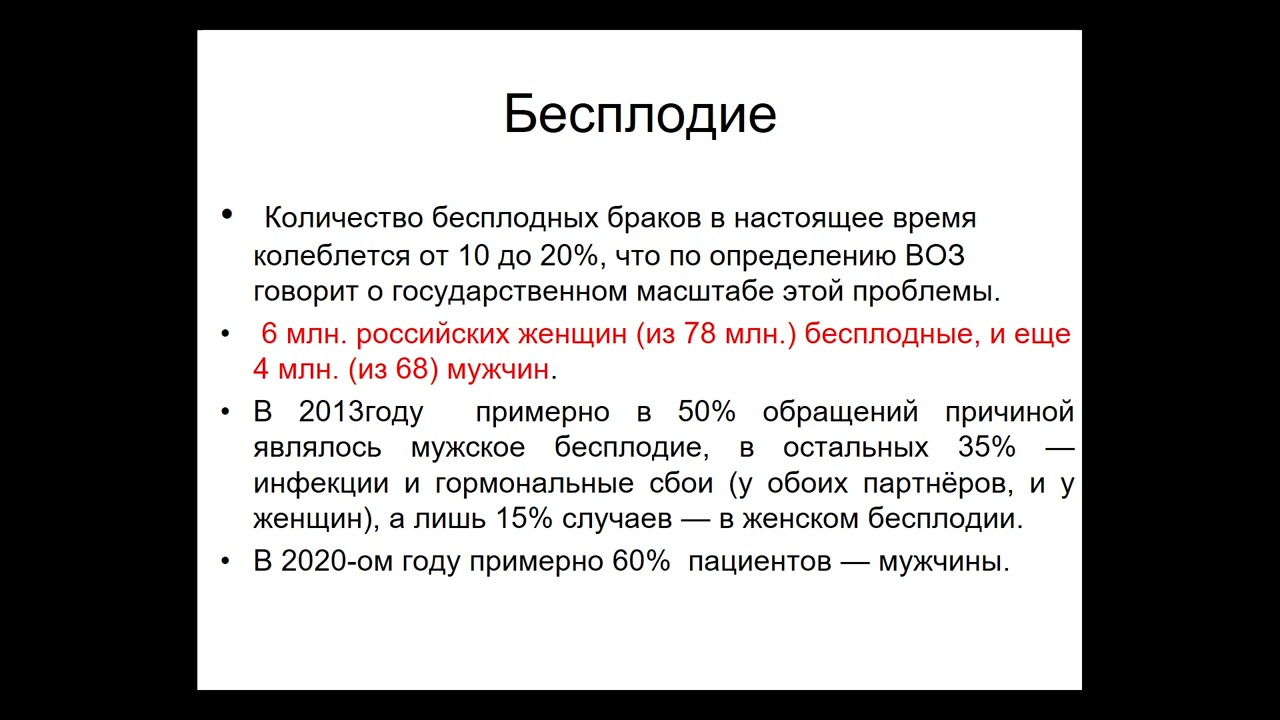 Бесплодие
• Количество бесплодных браков в настоящее время
колеблется от 10 до 20%, что по определению ВОЗ
говорит о государственном масштабе этой проблемы.
• 6 млн. российских женщин (из 78 млн.) бесплодные, и еще
4 млн. (из 68) мужчин.
• В 2013году примерно в 50% обращений причиной
являлось мужское бесплодие, в остальных 35% —
инфекции и гормональные сбои (у обоих партнёров, и у
женщин), а лишь 15% случаев — в женском бесплодии.
• В 2020-ом году примерно 60% пациентов — мужчины.